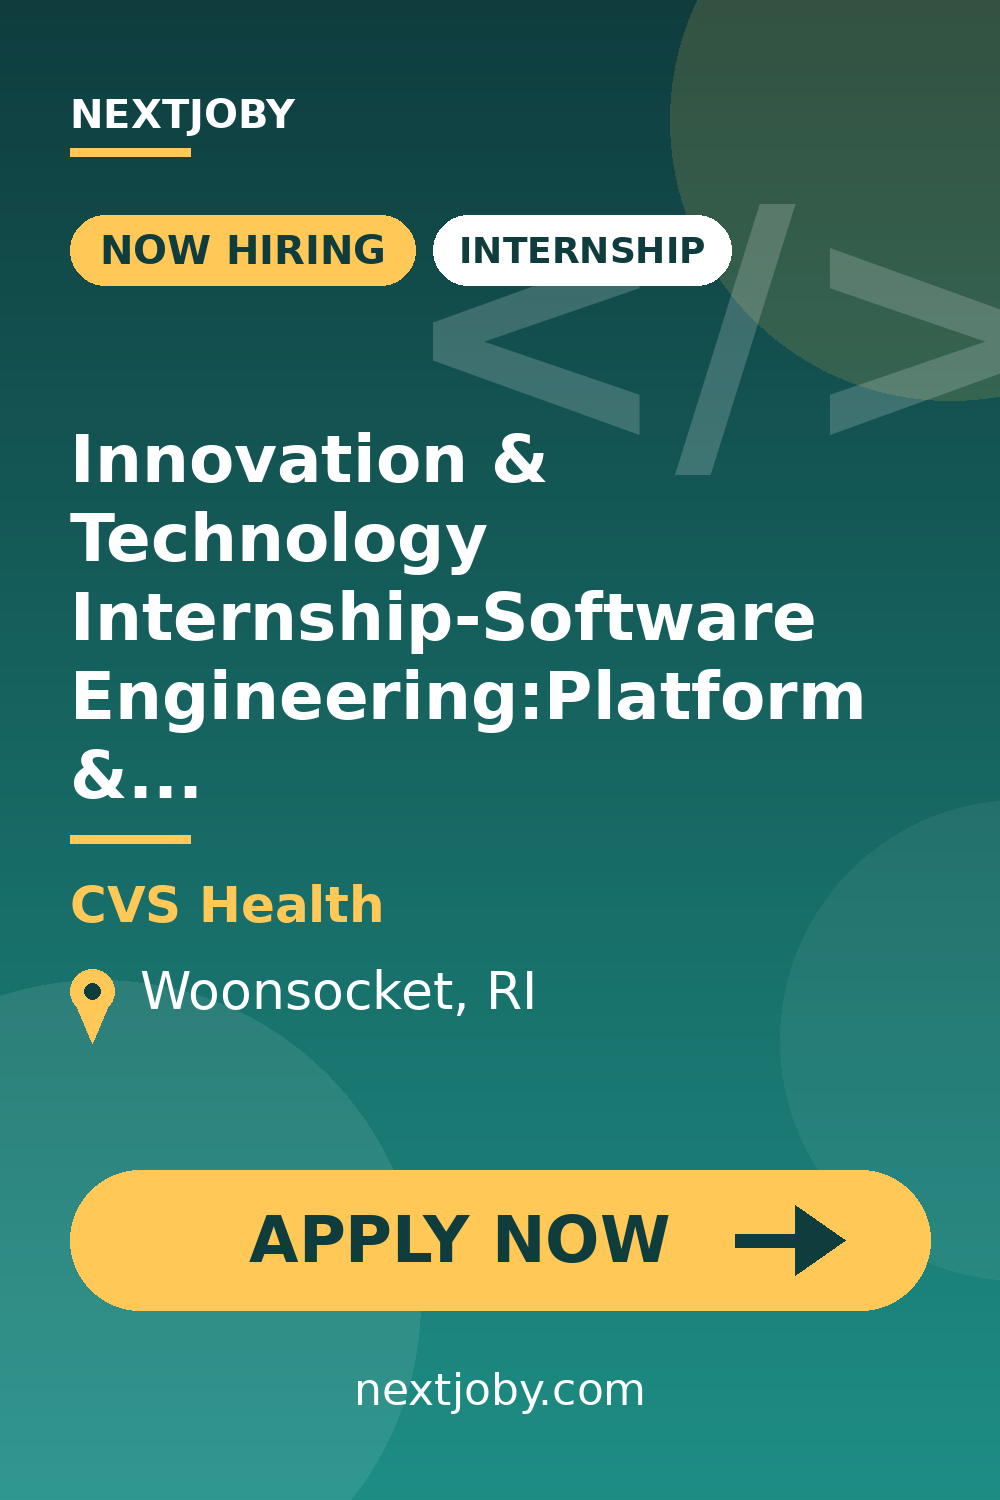 NEXTJOBY
NOW HIRING
INTERNSHIP
</>
Innovation &
Technology
Internship-Software
Engineering:Platform
&...
CVS Health
Woonsocket, RI
APPLY NOW
nextjoby.com